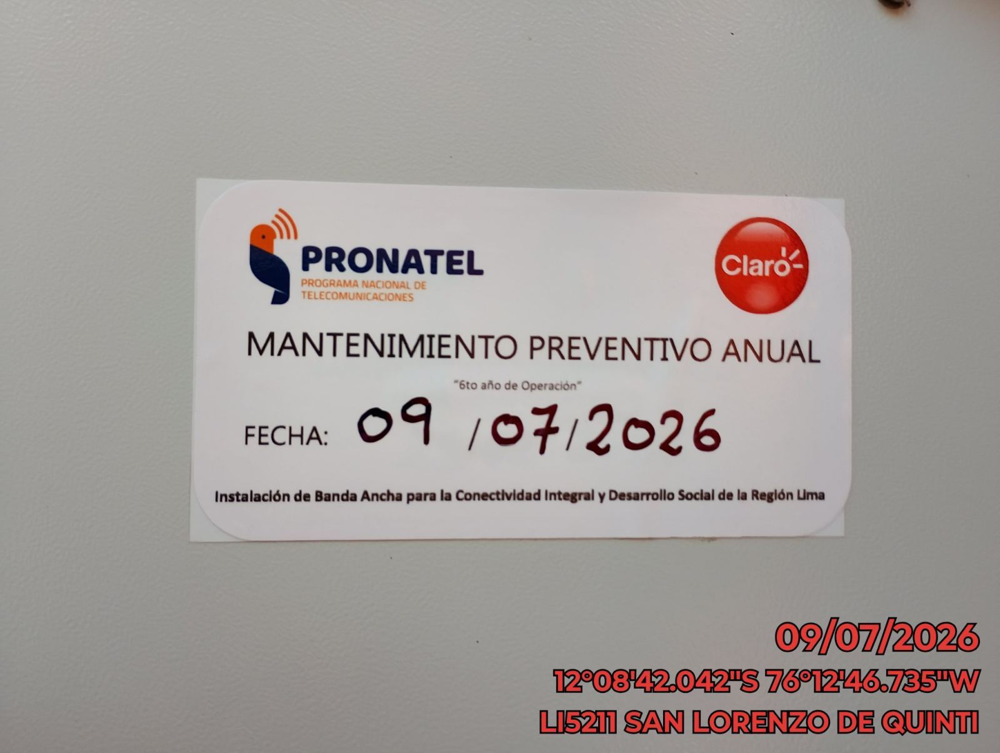 PRONATEL
PROGRAMA NACIONAL DE
TELECOMUNICACIONES
Claro
MANTENIMIENTO PREVENTIVO ANUAL
"6to año de Operación"
FECHA: 09 / 07 / 2026
Instalación de Banda Ancha para la Conectividad Integral y Desarrollo Social de la Región Lima
09/07/2026
12°08'42.042"S 76°12'46.735"W
LI5211 SAN LORENZO DE QUINTI